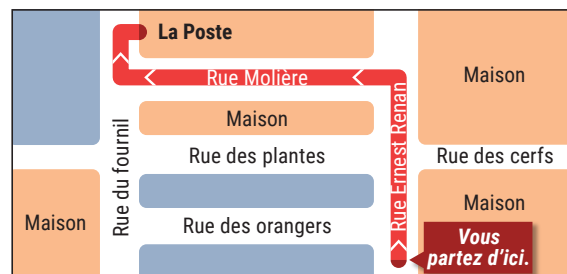 La Poste
Rue Molière
Maison
Maison
Rue Ernest Renan
Rue des plantes
Rue des cerfs
Rue du fournil
Maison
Maison
Rue des orangers
Vous
partez d'ici.